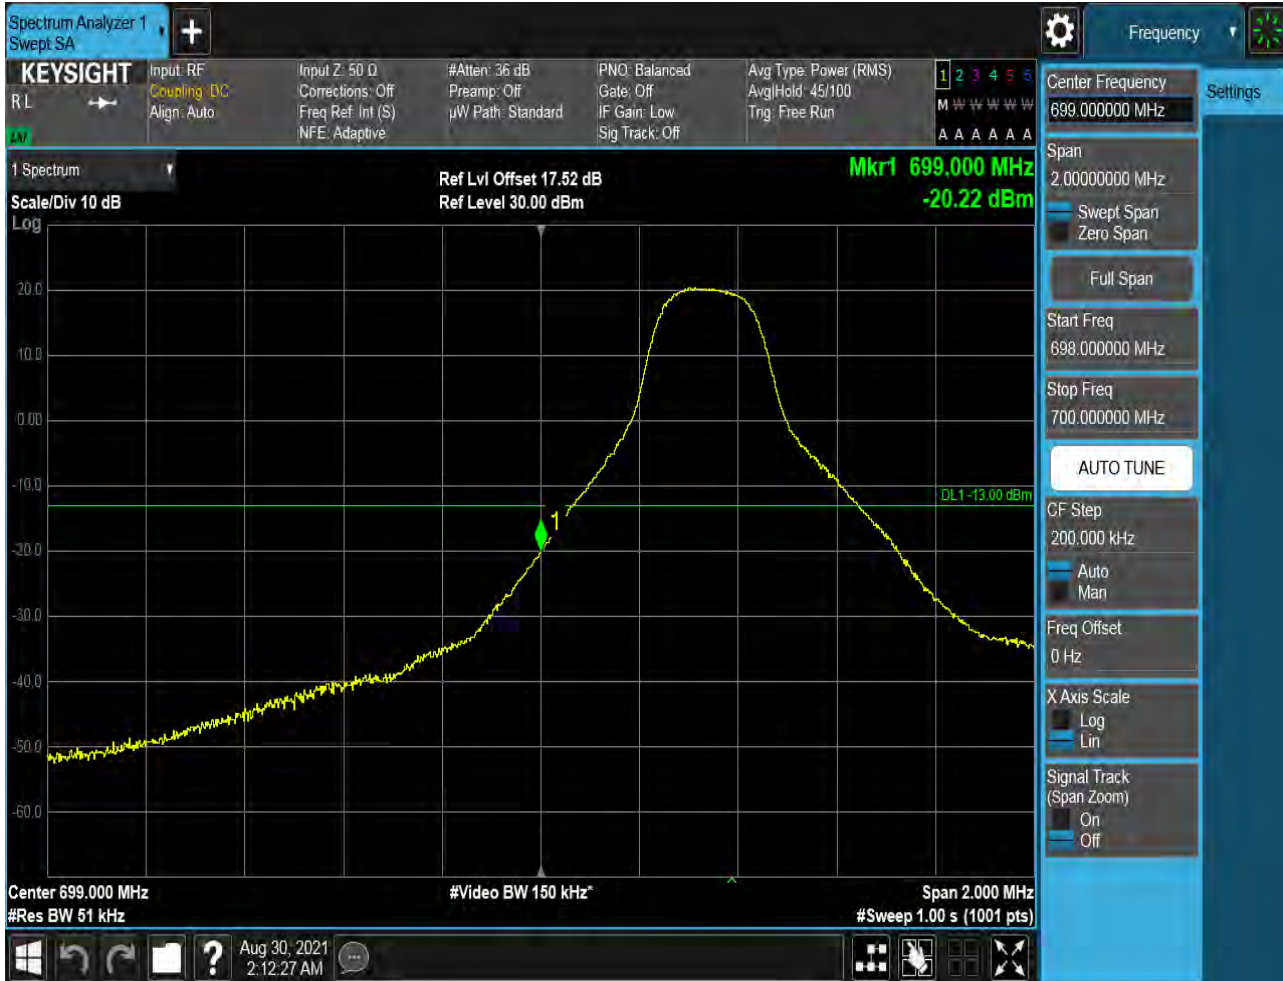 Spectrum Analyzer 1
Swept SA
+
Frequency
KEYSIGHT
RL
LNI
Input: RF
Coupling: DC
Align: Auto
Input Z: 50 Ω
Corrections: Off
Freq Ref: Int (S)
NFE: Adaptive
#Atten: 36 dB
Preamp: Off
µW Path: Standard
PNO: Balanced
Gate: Off
IF Gain: Low
Sig Track: Off
Avg Type: Power (RMS)
Avg|Hold: 45/100
Trig: Free Run
1 2 3 4 5 6
M W W W W W
A A A A A A
1 Spectrum
Scale/Div 10 dB
Log
Ref Lvl Offset 17.52 dB
Ref Level 30.00 dBm
Mkr1 699.000 MHz
-20.22 dBm
20.0
10.0
0.00
-10.0
-20.0
-30.0
-40.0
-50.0
-60.0
1
DL1 -13.00 dBm
Center 699.000 MHz
#Res BW 51 kHz
#Video BW 150 kHz*
Span 2.000 MHz
#Sweep 1.00 s (1001 pts)
Center Frequency
699.000000 MHz
Settings
Span
2.00000000 MHz
Swept Span
Zero Span
Full Span
Start Freq
698.000000 MHz
Stop Freq
700.000000 MHz
AUTO TUNE
CF Step
200.000 kHz
Auto
Man
Freq Offset
0 Hz
X Axis Scale
Log
Lin
Signal Track
(Span Zoom)
On
Off
?
Aug 30, 2021
2:12:27 AM